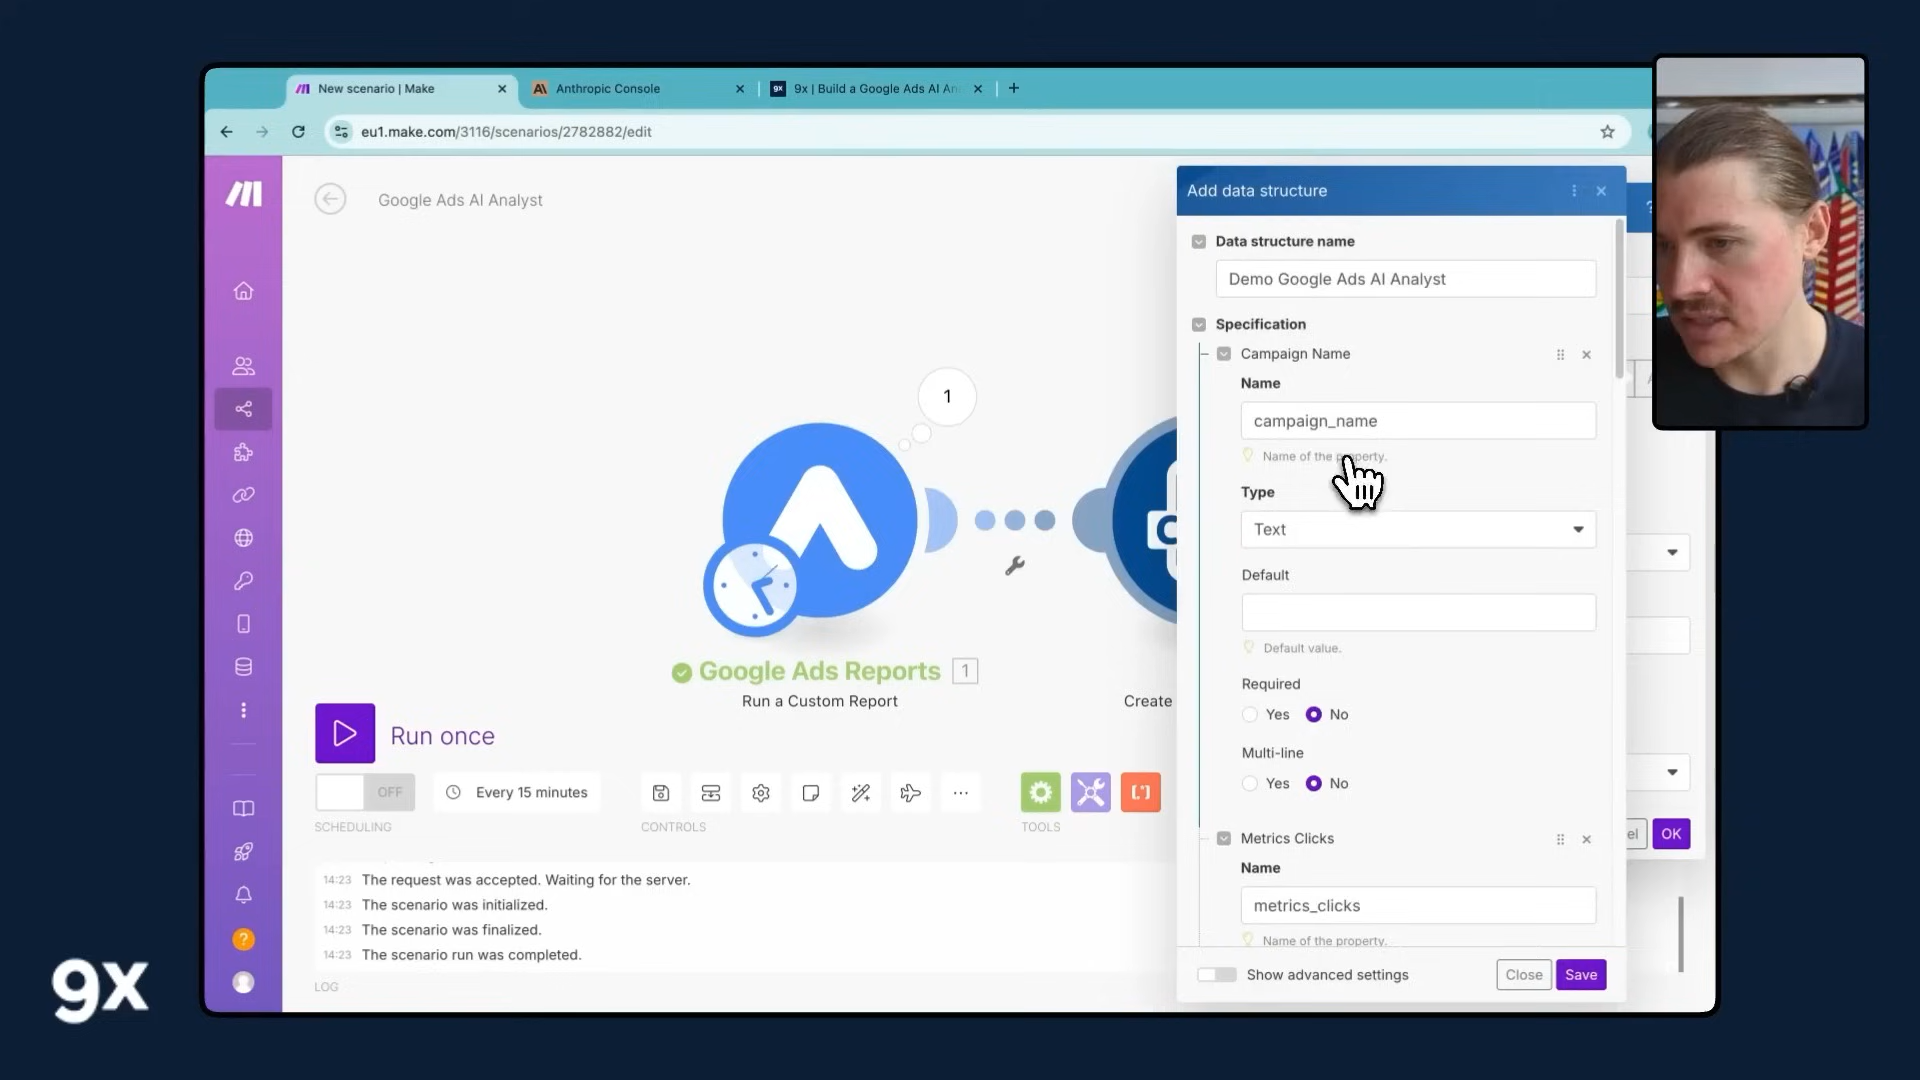 New scenario | Make
Anthropic Console
9x | Build a Google Ads AI An
eu1.make.com/3116/scenarios/2782882/edit
Google Ads AI Analyst
1
Google Ads Reports 1
Run a Custom Report
Create
Run once
OFF
Every 15 minutes
SCHEDULING
CONTROLS
TOOLS
14:23 The request was accepted. Waiting for the server.
14:23 The scenario was initialized.
14:23 The scenario was finalized.
14:23 The scenario run was completed.
LOG
Add data structure
Data structure name
Demo Google Ads AI Analyst
Specification
Campaign Name
Name
campaign_name
Name of the property.
Type
Text
Default
Default value.
Required
Yes No
Multi-line
Yes No
Metrics Clicks
Name
metrics_clicks
Name of the property.
Show advanced settings
Close
Save
OK
9x